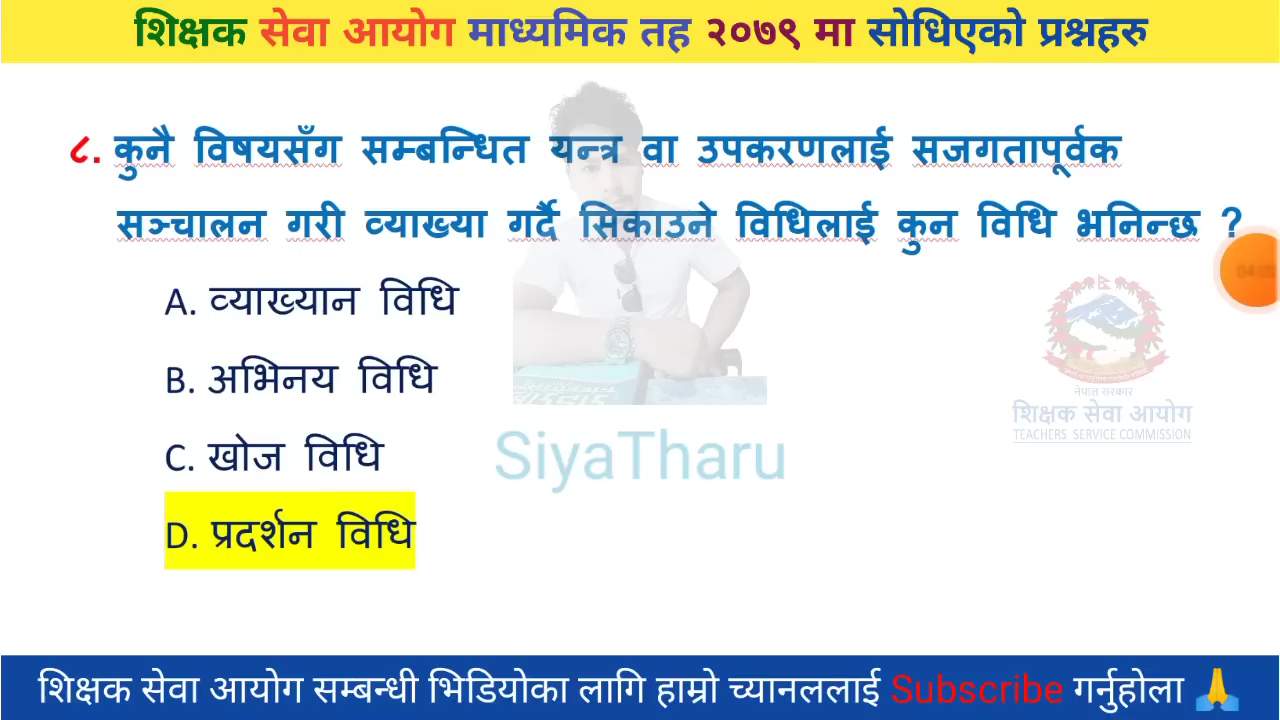 शिक्षक सेवा आयोग माध्यमिक तह २०७९ मा सोधिएको प्रश्नहरु
८. कुनै विषयसँग सम्बन्धित यन्त्र वा उपकरणलाई सजगतापूर्वक
सञ्चालन गरी व्याख्या गर्दै सिकाउने विधिलाई कुन विधि भनिन्छ ?
A. व्याख्यान विधि
B. अभिनय विधि
C. खोज विधि
D. प्रदर्शन विधि
नेपाल सरकार
शिक्षक सेवा आयोग
TEACHERS SERVICE COMMISSION
SiyaTharu
शिक्षक सेवा आयोग सम्बन्धी भिडियोका लागि हाम्रो च्यानललाई Subscribe गर्नुहोला 🙏